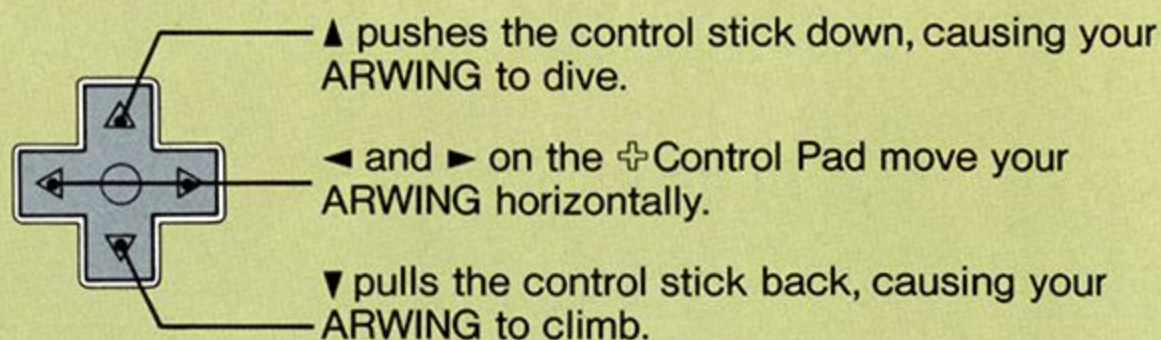 ▲ pushes the control stick down, causing your
ARWING to dive.
◄ and ► on the ✚Control Pad move your
ARWING horizontally.
▼ pulls the control stick back, causing your
ARWING to climb.